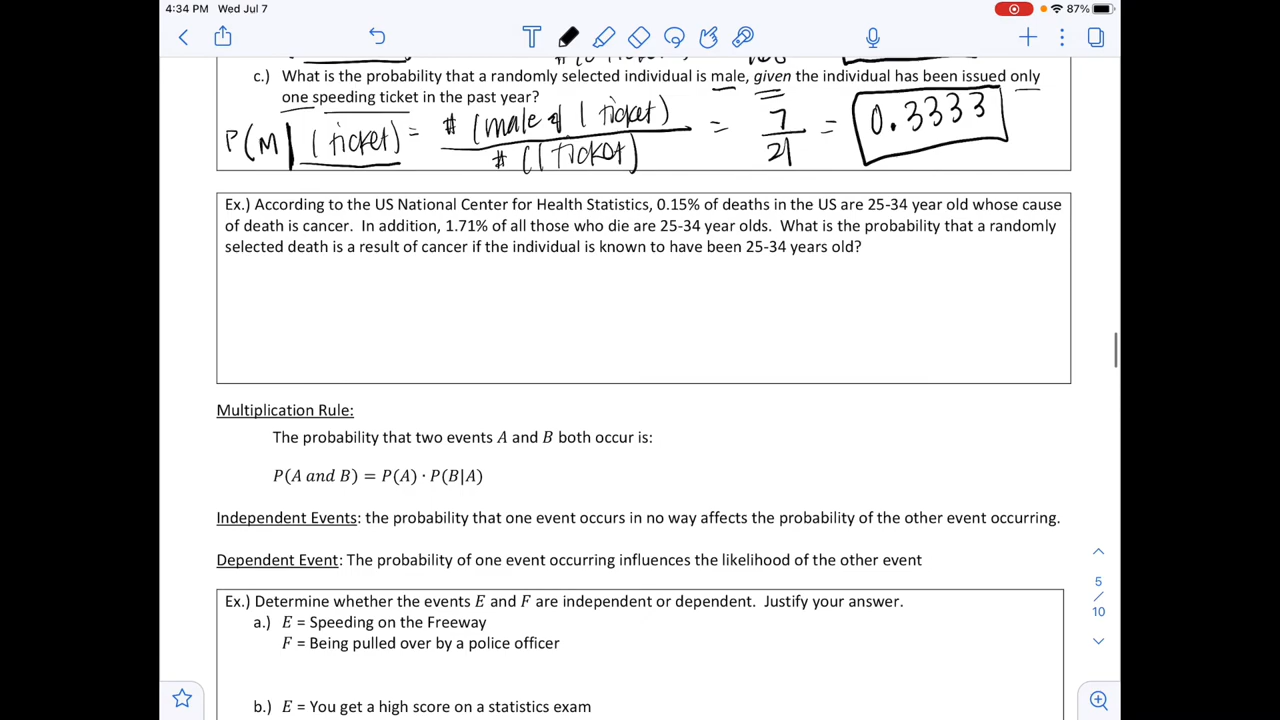 4:34 PM Wed Jul 7
87%
c.) What is the probability that a randomly selected individual is male, given the individual has been issued only
one speeding ticket in the past year?
P(M | 1 ticket) = # (male & 1 ticket) / # (1 ticket) = 7 / 21 = 0.3333
Ex.) According to the US National Center for Health Statistics, 0.15% of deaths in the US are 25-34 year old whose cause
of death is cancer. In addition, 1.71% of all those who die are 25-34 year olds. What is the probability that a randomly
selected death is a result of cancer if the individual is known to have been 25-34 years old?
Multiplication Rule:
The probability that two events A and B both occur is:
P(A and B) = P(A) · P(B|A)
Independent Events: the probability that one event occurs in no way affects the probability of the other event occurring.
Dependent Event: The probability of one event occurring influences the likelihood of the other event
Ex.) Determine whether the events E and F are independent or dependent. Justify your answer.
a.) E = Speeding on the Freeway
F = Being pulled over by a police officer
b.) E = You get a high score on a statistics exam
5
/
10